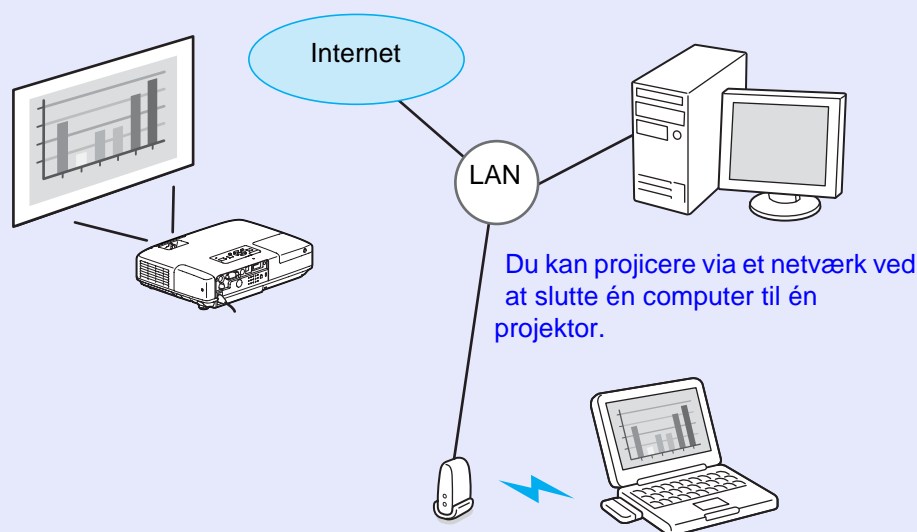 Internet
LAN
Du kan projicere via et netværk ved
at slutte én computer til én
projektor.